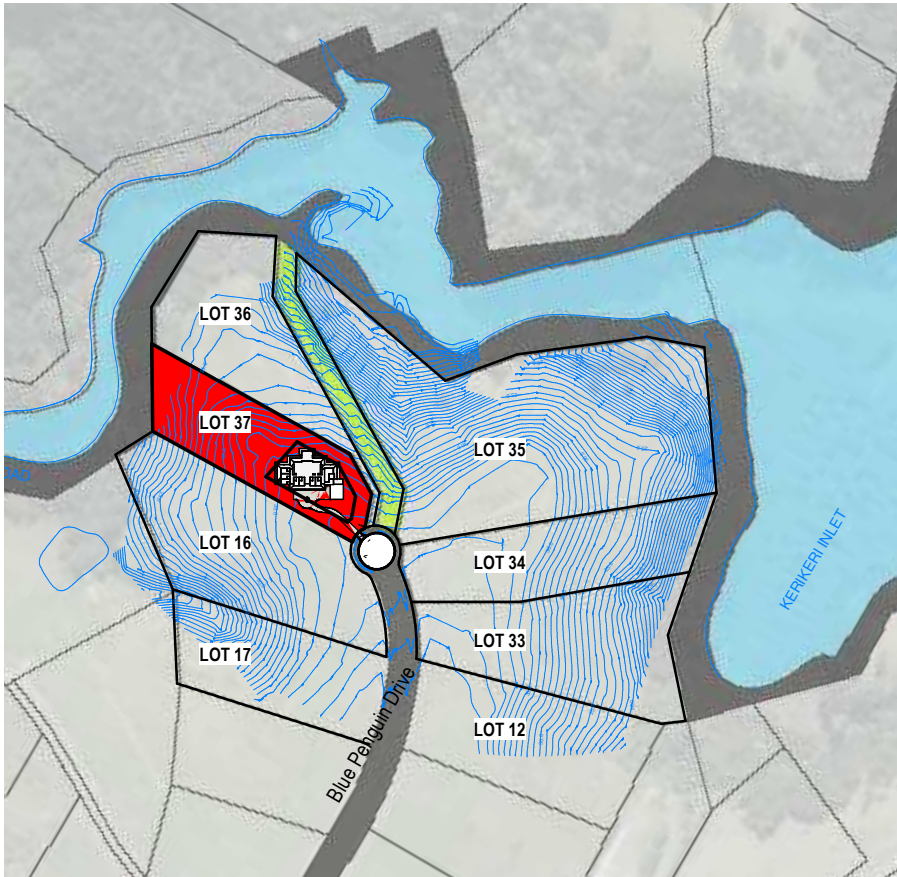 LOT 36
LOT 37
LOT 35
LOT 16
LOT 34
LOT 33
LOT 17
LOT 12
Blue Penguin Drive
KERIKERI INLET